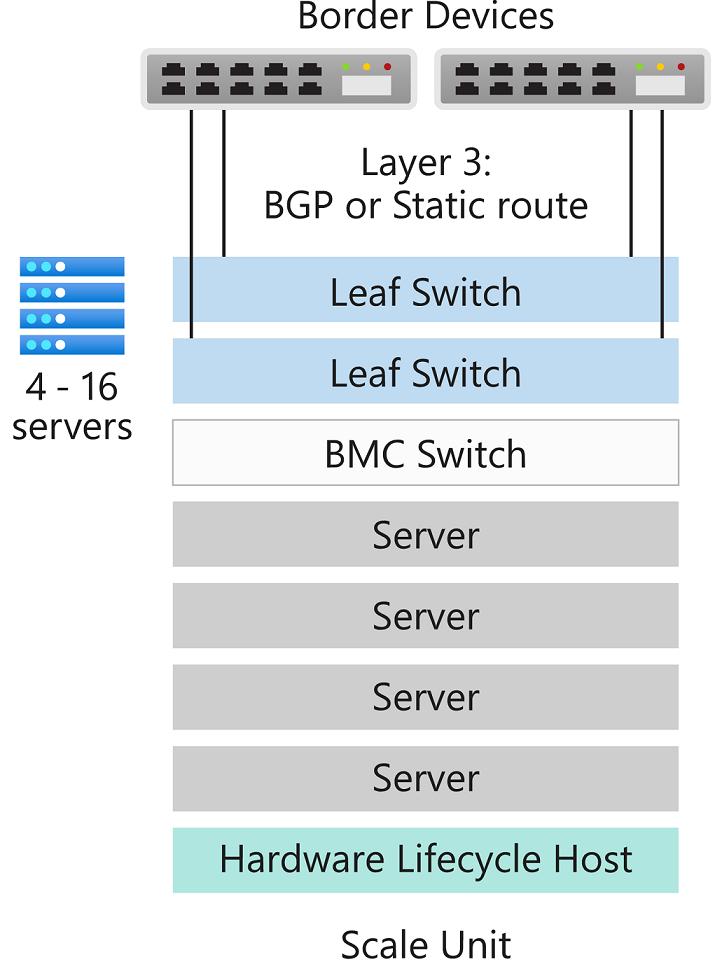 Border Devices
Layer 3:
BGP or Static route
Leaf Switch
4 - 16
servers
Leaf Switch
BMC Switch
Server
Server
Server
Server
Hardware Lifecycle Host
Scale Unit